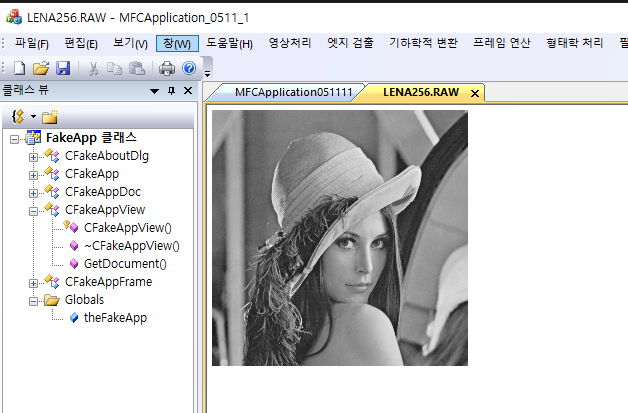 LENA256.RAW - MFCApplication_0511_1
파일(F) 편집(E) 보기(V) 창(W) 도움말(H) 영상처리 엣지 검출 기하학적 변환 프레임 연산 형태학 처리
클래스 뷰
MFCApplication051111 LENA256.RAW
FakeApp 클래스
CFakeAboutDlg
CFakeApp
CFakeAppDoc
CFakeAppView
CFakeAppView()
~CFakeAppView()
GetDocument()
CFakeAppFrame
Globals
theFakeApp